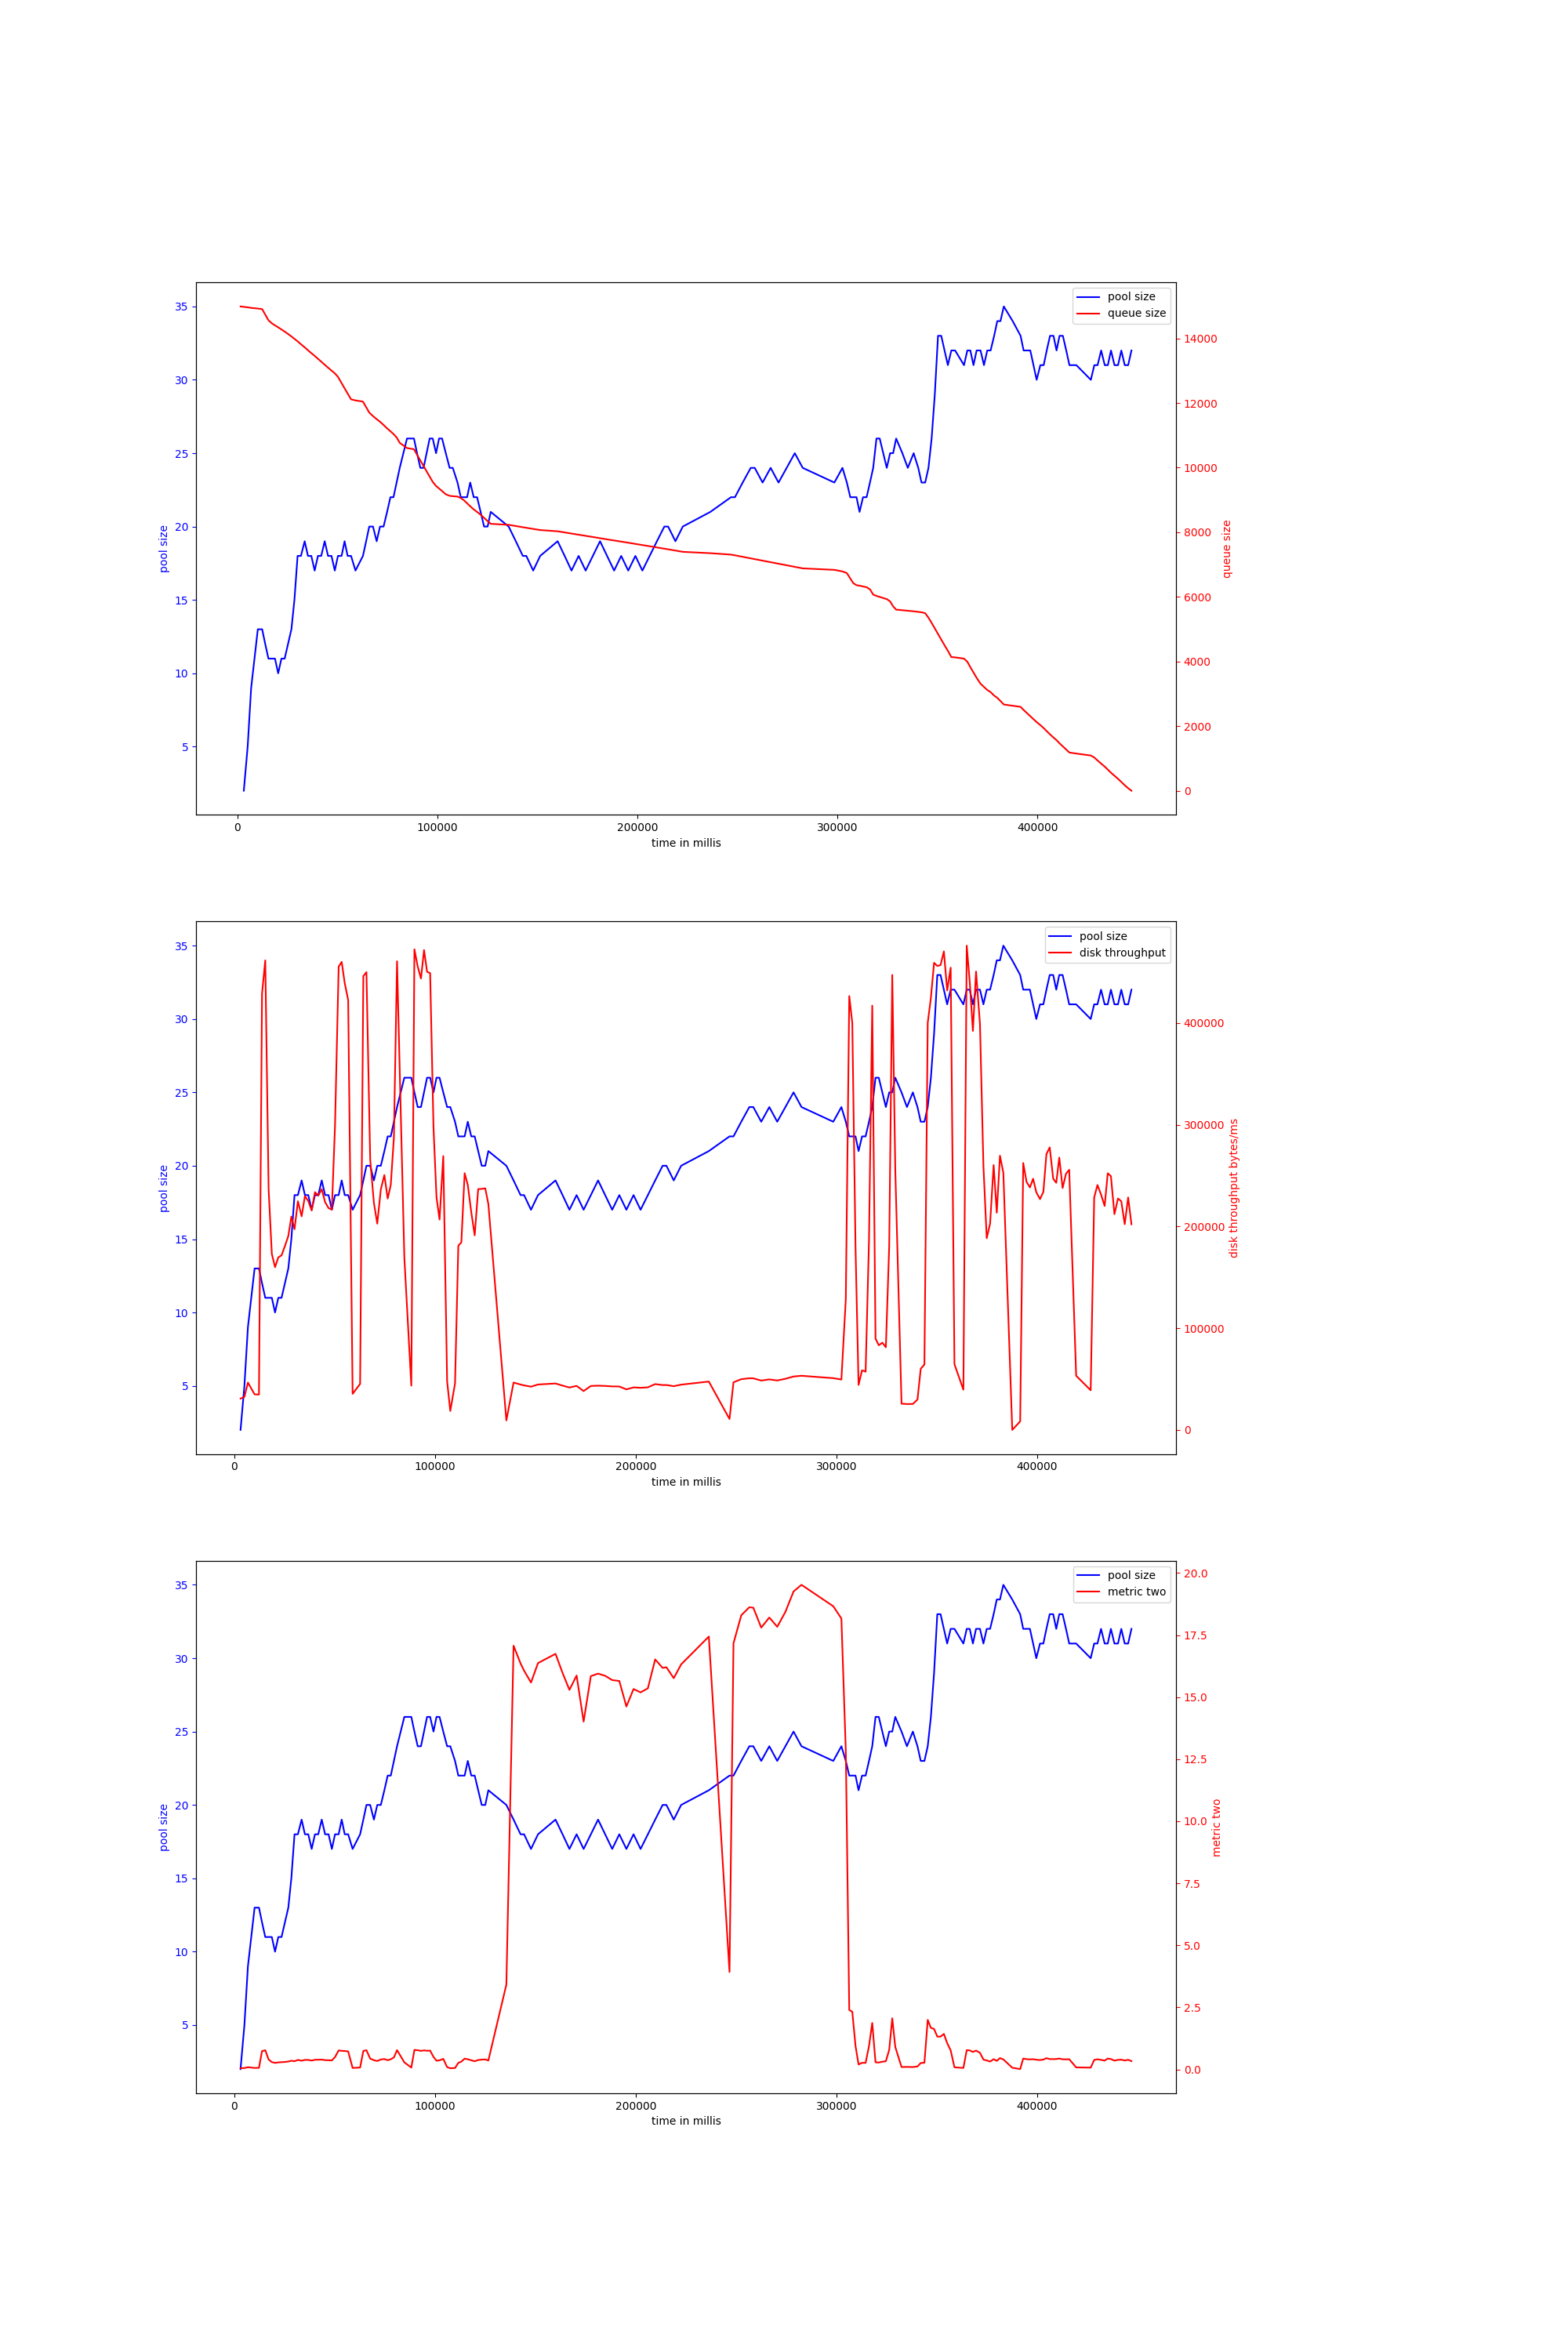 pool size
queue size
35
30
25
20
15
10
5
pool size
14000
12000
10000
8000
6000
4000
2000
0
queue size
0 100000 200000 300000 400000
time in millis
pool size
disk throughput
35
30
25
20
15
10
5
pool size
400000
300000
200000
100000
0
disk throughput bytes/ms
0 100000 200000 300000 400000
time in millis
pool size
metric two
35
30
25
20
15
10
5
pool size
20.0
17.5
15.0
12.5
10.0
7.5
5.0
2.5
0.0
metric two
0 100000 200000 300000 400000
time in millis